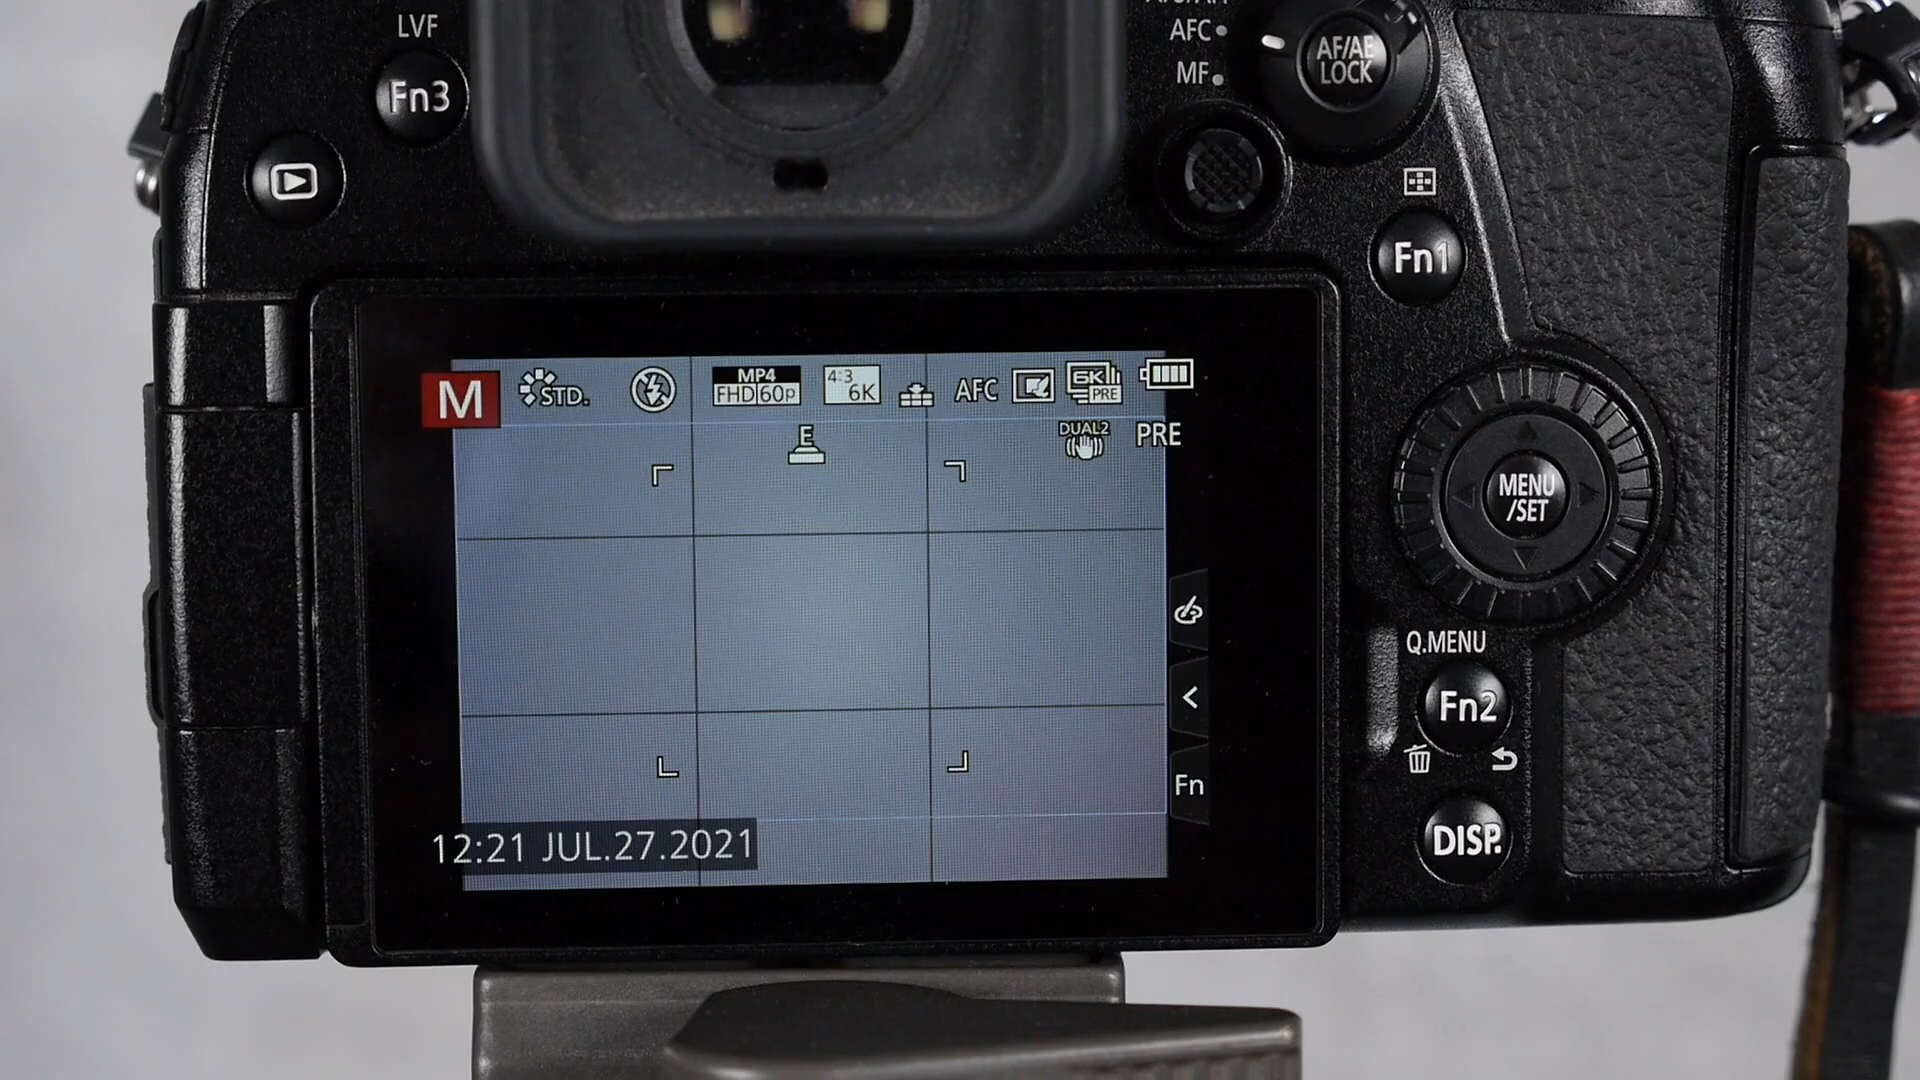 LVF
Fn3
AFC
MF
AF/AE
LOCK
Fn1
M
STD.
MP4
FHD 60p
4:3
6K
AFC
6K
PRE
E
DUAL2
PRE
MENU
/SET
Q.MENU
Fn2
Fn
DISP.
12:21 JUL.27.2021